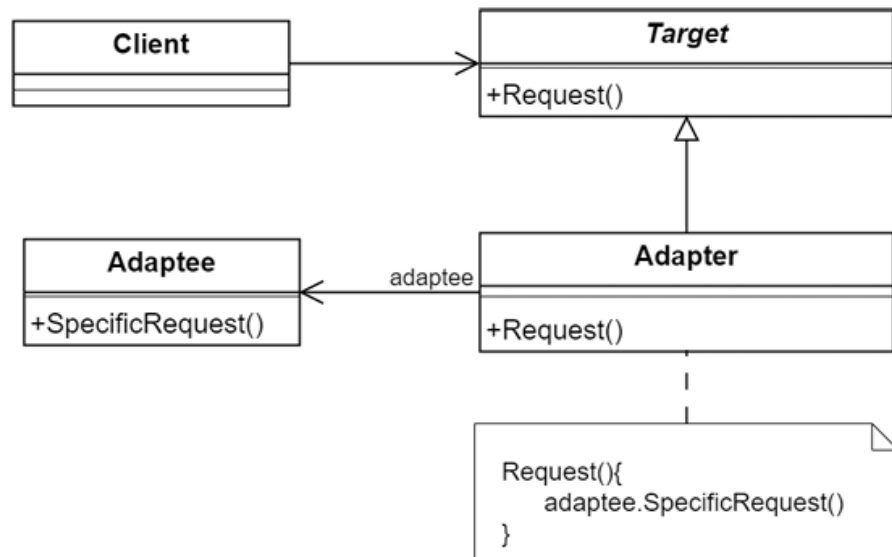 Client
Target
+Request()
Adaptee
+SpecificRequest()
adaptee
Adapter
+Request()
Request(){
adaptee.SpecificRequest()
}